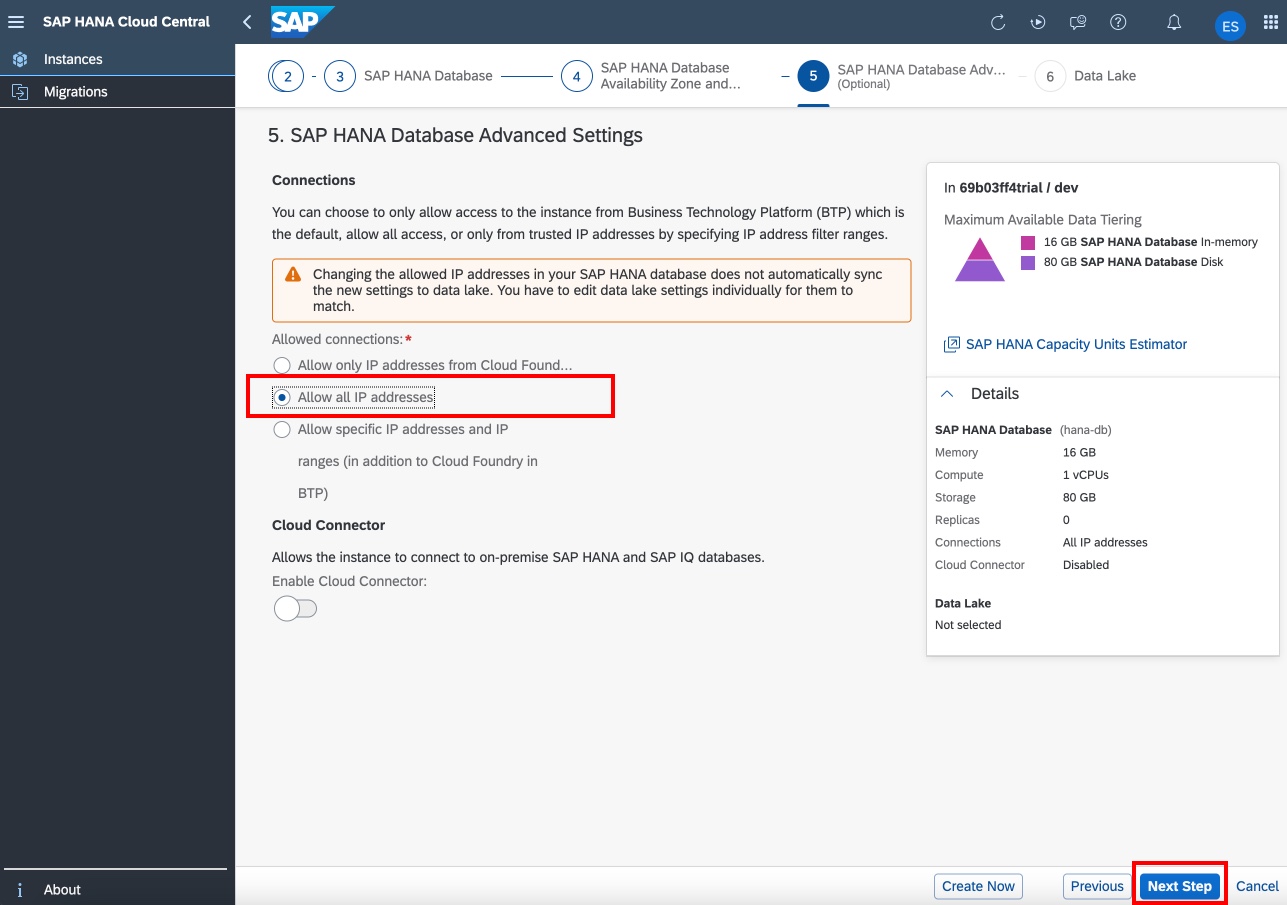 SAP HANA Cloud Central
SAP
ES
Instances
Migrations
2
3
SAP HANA Database
4
SAP HANA Database
Availability Zone and...
5
SAP HANA Database Adv...
(Optional)
6
Data Lake
5. SAP HANA Database Advanced Settings
Connections
You can choose to only allow access to the instance from Business Technology Platform (BTP) which is
the default, allow all access, or only from trusted IP addresses by specifying IP address filter ranges.
Changing the allowed IP addresses in your SAP HANA database does not automatically sync
the new settings to data lake. You have to edit data lake settings individually for them to
match.
Allowed connections:*
Allow only IP addresses from Cloud Found...
Allow all IP addresses
Allow specific IP addresses and IP
ranges (in addition to Cloud Foundry in
BTP)
Cloud Connector
Allows the instance to connect to on-premise SAP HANA and SAP IQ databases.
Enable Cloud Connector:
In 69b03ff4trial / dev
Maximum Available Data Tiering
16 GB SAP HANA Database In-memory
80 GB SAP HANA Database Disk
SAP HANA Capacity Units Estimator
Details
SAP HANA Database (hana-db)
Memory 16 GB
Compute 1 vCPUs
Storage 80 GB
Replicas 0
Connections All IP addresses
Cloud Connector Disabled
Data Lake
Not selected
About
Create Now
Previous
Next Step
Cancel